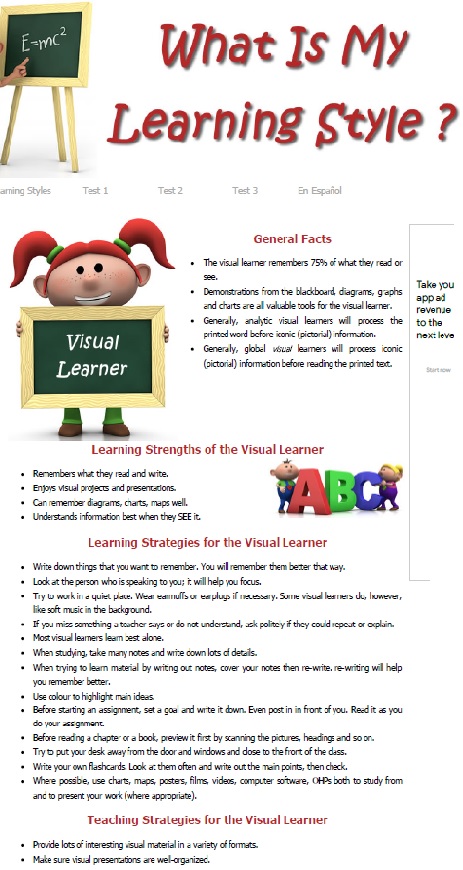 E=mc²
What Is My
Learning Style ?
arning Styles
Test 1
Test 2
Test 3
En Español
Visual
Learner
General Facts
• The visual learner remembers 75% of what they read or
see.
• Demonstrations from the blackboard, diagrams, graphs
and charts are all valuable tools for the visual learner.
• Generally, analytic visual learners will process the
printed word before iconic (pictorial) information.
• Generally, global visual learners will process iconic
(pictorial) information before reading the printed text.
Take you
app ad
revenue
to the
next leve
Start now
Learning Strengths of the Visual Learner
• Remembers what they read and write.
• Enjoys visual projects and presentations.
• Can remember diagrams, charts, maps well.
• Understands information best when they SEE it.
ABC
Learning Strategies for the Visual Learner
• Write down things that you want to remember. You will remember them better that way.
• Look at the person who is speaking to you; it will help you focus.
• Try to work in a quiet place. Wear earmuffs or earplugs if necessary. Some visual learners do, however,
like soft music in the background.
• If you miss something a teacher says or do not understand, ask politely if they could repeat or explain.
• Most visual learners learn best alone.
• When studying, take many notes and write down lots of details.
• When trying to learn material by writing out notes, cover your notes then re-write. re-writing will help
you remember better.
• Use colour to highlight main ideas.
• Before starting an assignment, set a goal and write it down. Even post in in front of you. Read it as you
do your assignment.
• Before reading a chapter or a book, preview it first by scanning the pictures, headings and so on.
• Try to put your desk away from the door and windows and close to the front of the class.
• Write your own flashcards. Look at them often and write out the main points, then check.
• Where possible, use charts, maps, posters, films, videos, computer software, OHPs both to study from
and to present your work (where appropriate).
Teaching Strategies for the Visual Learner
• Provide lots of interesting visual material in a variety of formats.
• Make sure visual presentations are well-organized.